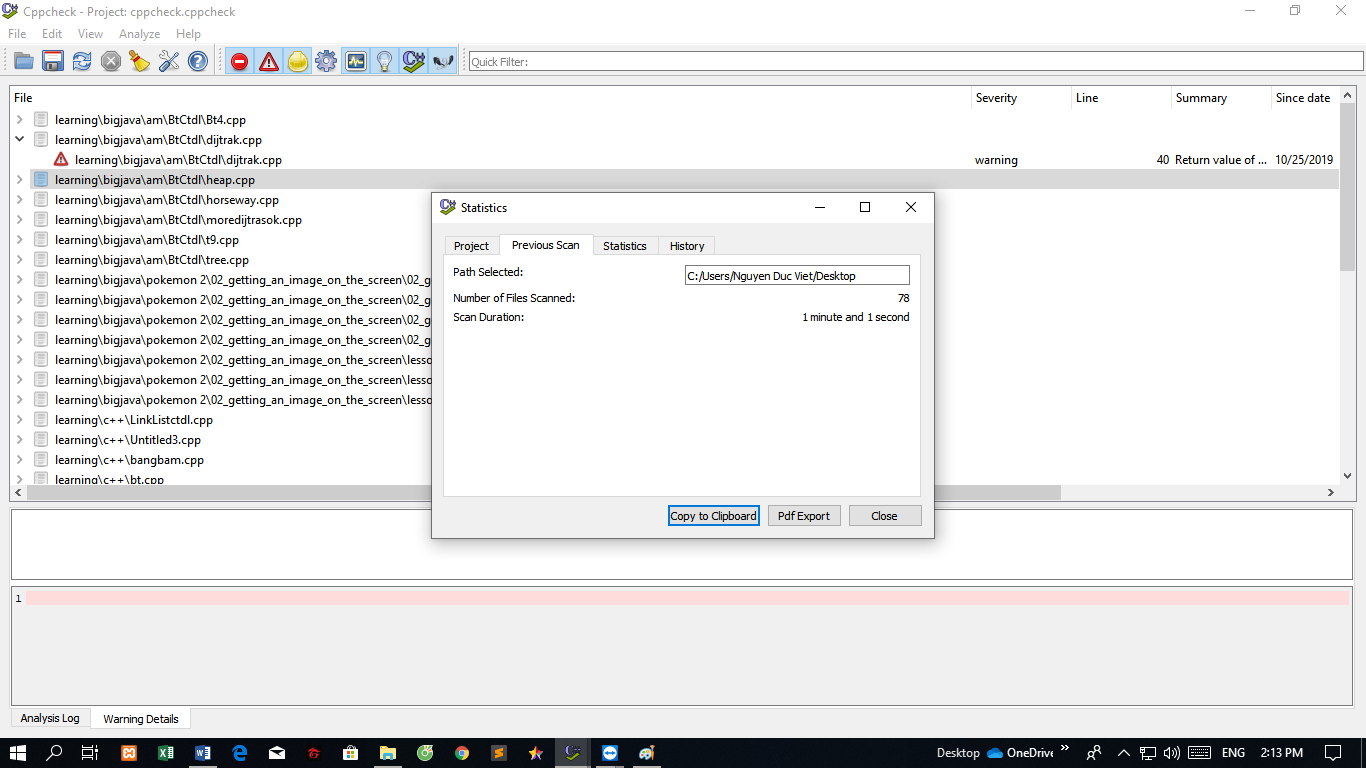 Cppcheck - Project: cppcheck.cppcheck
File Edit View Analyze Help
Quick Filter:
File Severity Line Summary Since date
learning\bigjava\am\BtCtdl\Bt4.cpp
learning\bigjava\am\BtCtdl\dijtrak.cpp
learning\bigjava\am\BtCtdl\dijtrak.cpp warning 40 Return value of ... 10/25/2019
learning\bigjava\am\BtCtdl\heap.cpp
learning\bigjava\am\BtCtdl\horseway.cpp
learning\bigjava\am\BtCtdl\moredijtrasok.cpp
learning\bigjava\am\BtCtdl\t9.cpp
learning\bigjava\am\BtCtdl\tree.cpp
learning\bigjava\pokemon 2\02_getting_an_image_on_the_screen\02_g
learning\bigjava\pokemon 2\02_getting_an_image_on_the_screen\02_g
learning\bigjava\pokemon 2\02_getting_an_image_on_the_screen\02_g
learning\bigjava\pokemon 2\02_getting_an_image_on_the_screen\02_g
learning\bigjava\pokemon 2\02_getting_an_image_on_the_screen\lesso
learning\bigjava\pokemon 2\02_getting_an_image_on_the_screen\lesso
learning\bigjava\pokemon 2\02_getting_an_image_on_the_screen\lesso
learning\c++\LinkListctdl.cpp
learning\c++\Untitled3.cpp
learning\c++\bangbam.cpp
learning\c++\bt.cpp
Statistics
Project Previous Scan Statistics History
Path Selected: C:/Users/Nguyen Duc Viet/Desktop
Number of Files Scanned: 78
Scan Duration: 1 minute and 1 second
Copy to Clipboard Pdf Export Close
1
Analysis Log Warning Details
Desktop OneDrive ENG 2:13 PM